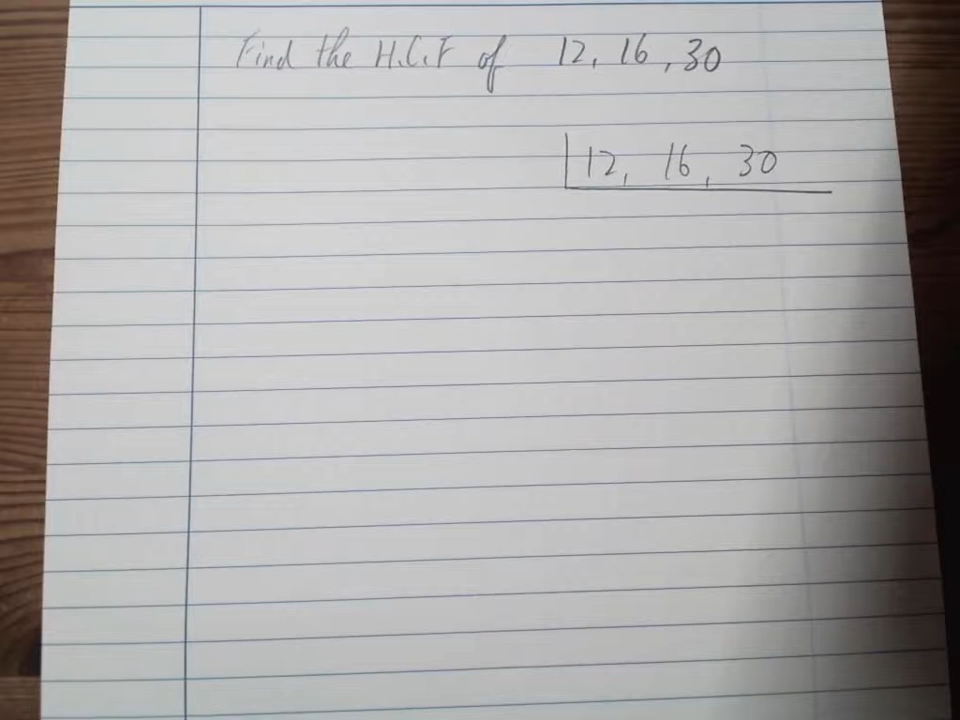 Find the H.C.F of 12, 16, 30
12, 16, 30